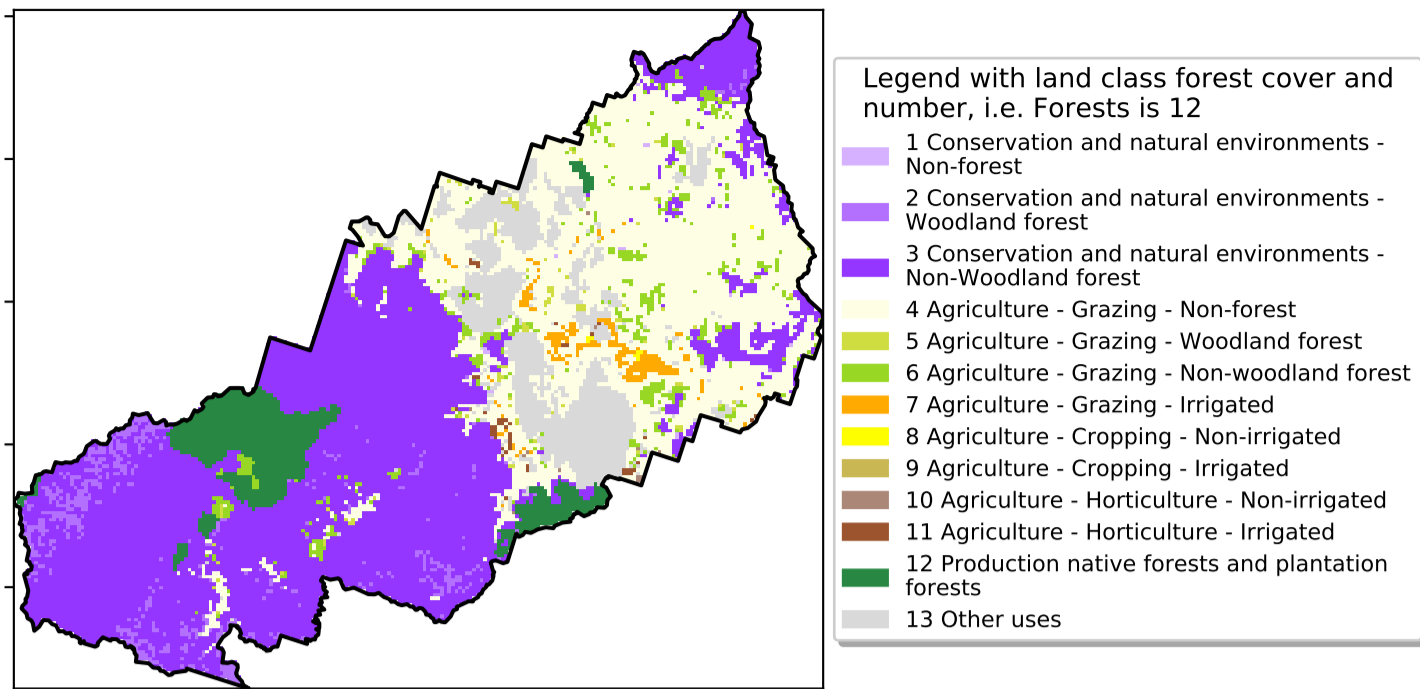 Legend with land class forest cover and
number, i.e. Forests is 12
1 Conservation and natural environments -
Non-forest
2 Conservation and natural environments -
Woodland forest
3 Conservation and natural environments -
Non-Woodland forest
4 Agriculture - Grazing - Non-forest
5 Agriculture - Grazing - Woodland forest
6 Agriculture - Grazing - Non-woodland forest
7 Agriculture - Grazing - Irrigated
8 Agriculture - Cropping - Non-irrigated
9 Agriculture - Cropping - Irrigated
10 Agriculture - Horticulture - Non-irrigated
11 Agriculture - Horticulture - Irrigated
12 Production native forests and plantation
forests
13 Other uses